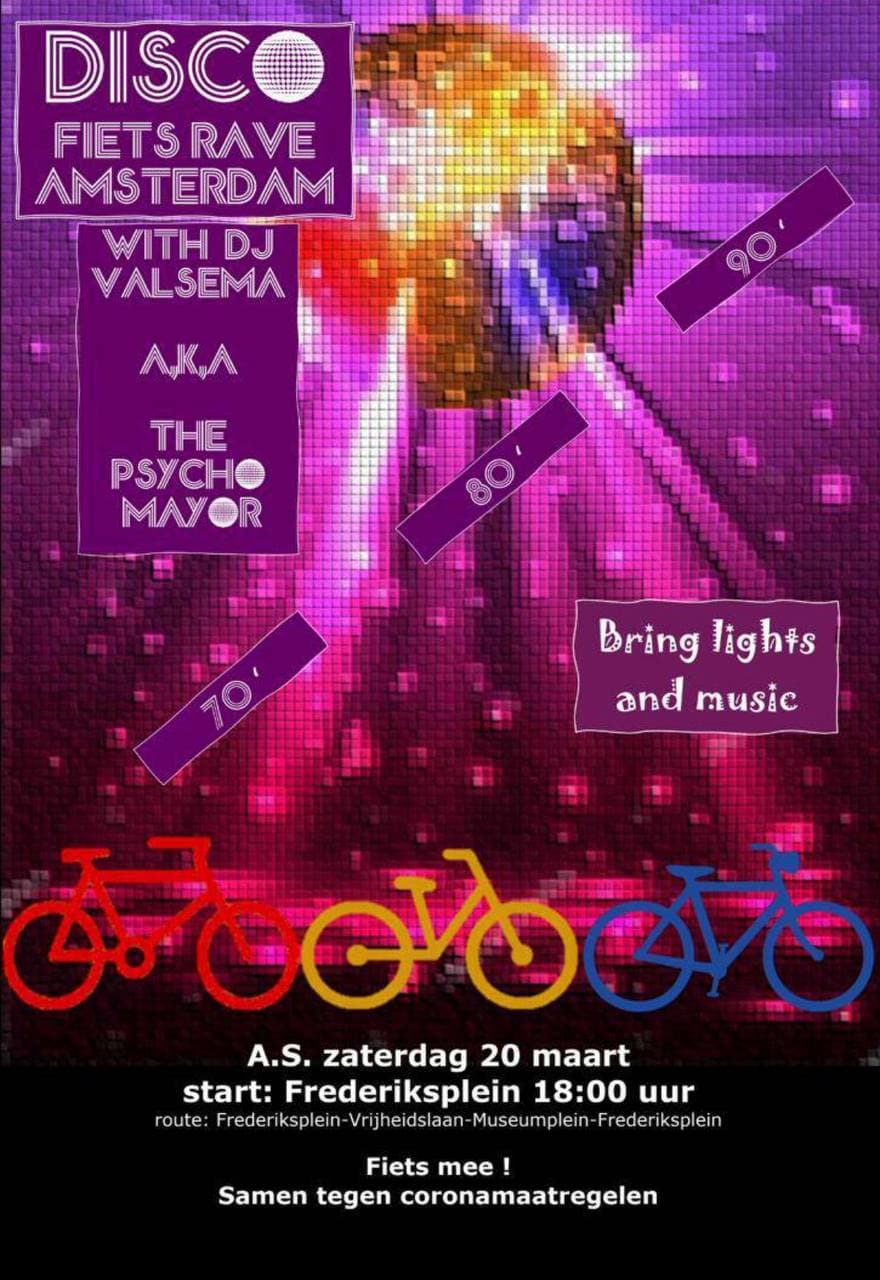 DISCO
FIETS RAVE
AMSTERDAM
WITH DJ
VALSEMA
A,K,A
THE
PSYCHO
MAYOR
90′
80′
70′
Bring lights
and music
A.S. zaterdag 20 maart
start: Frederiksplein 18:00 uur
route: Frederiksplein-Vrijheidslaan-Museumplein-Frederiksplein
Fiets mee !
Samen tegen coronamaatregelen